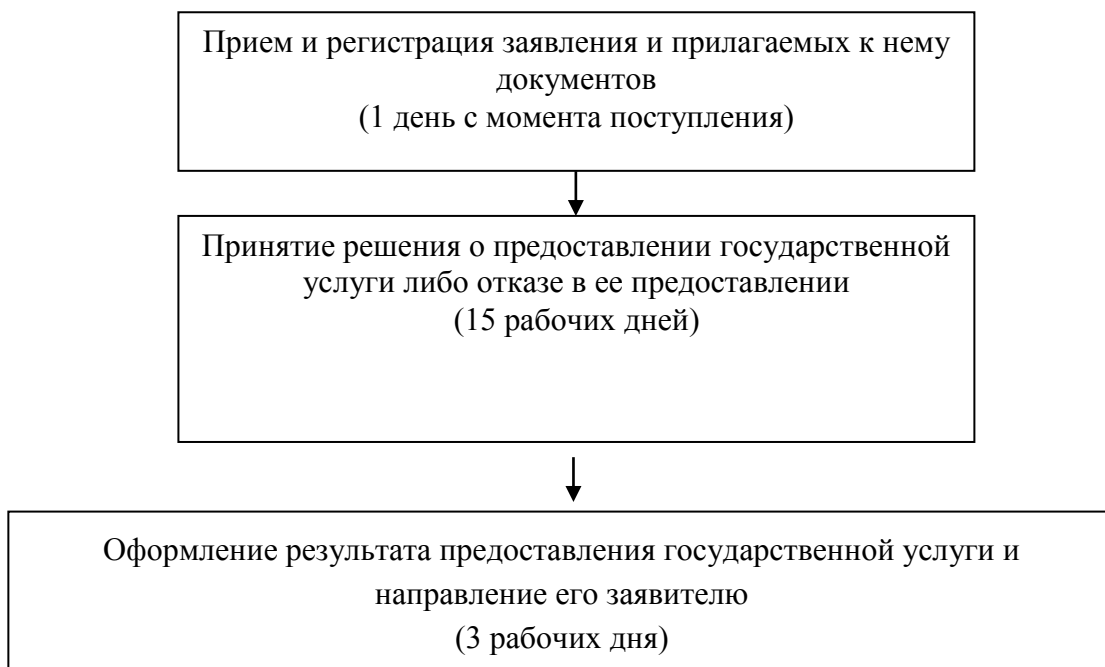 Прием и регистрация заявления и прилагаемых к нему
документов
(1 день с момента поступления)
Принятие решения о предоставлении государственной
услуги либо отказе в ее предоставлении
(15 рабочих дней)
Оформление результата предоставления государственной услуги и
направление его заявителю
(3 рабочих дня)